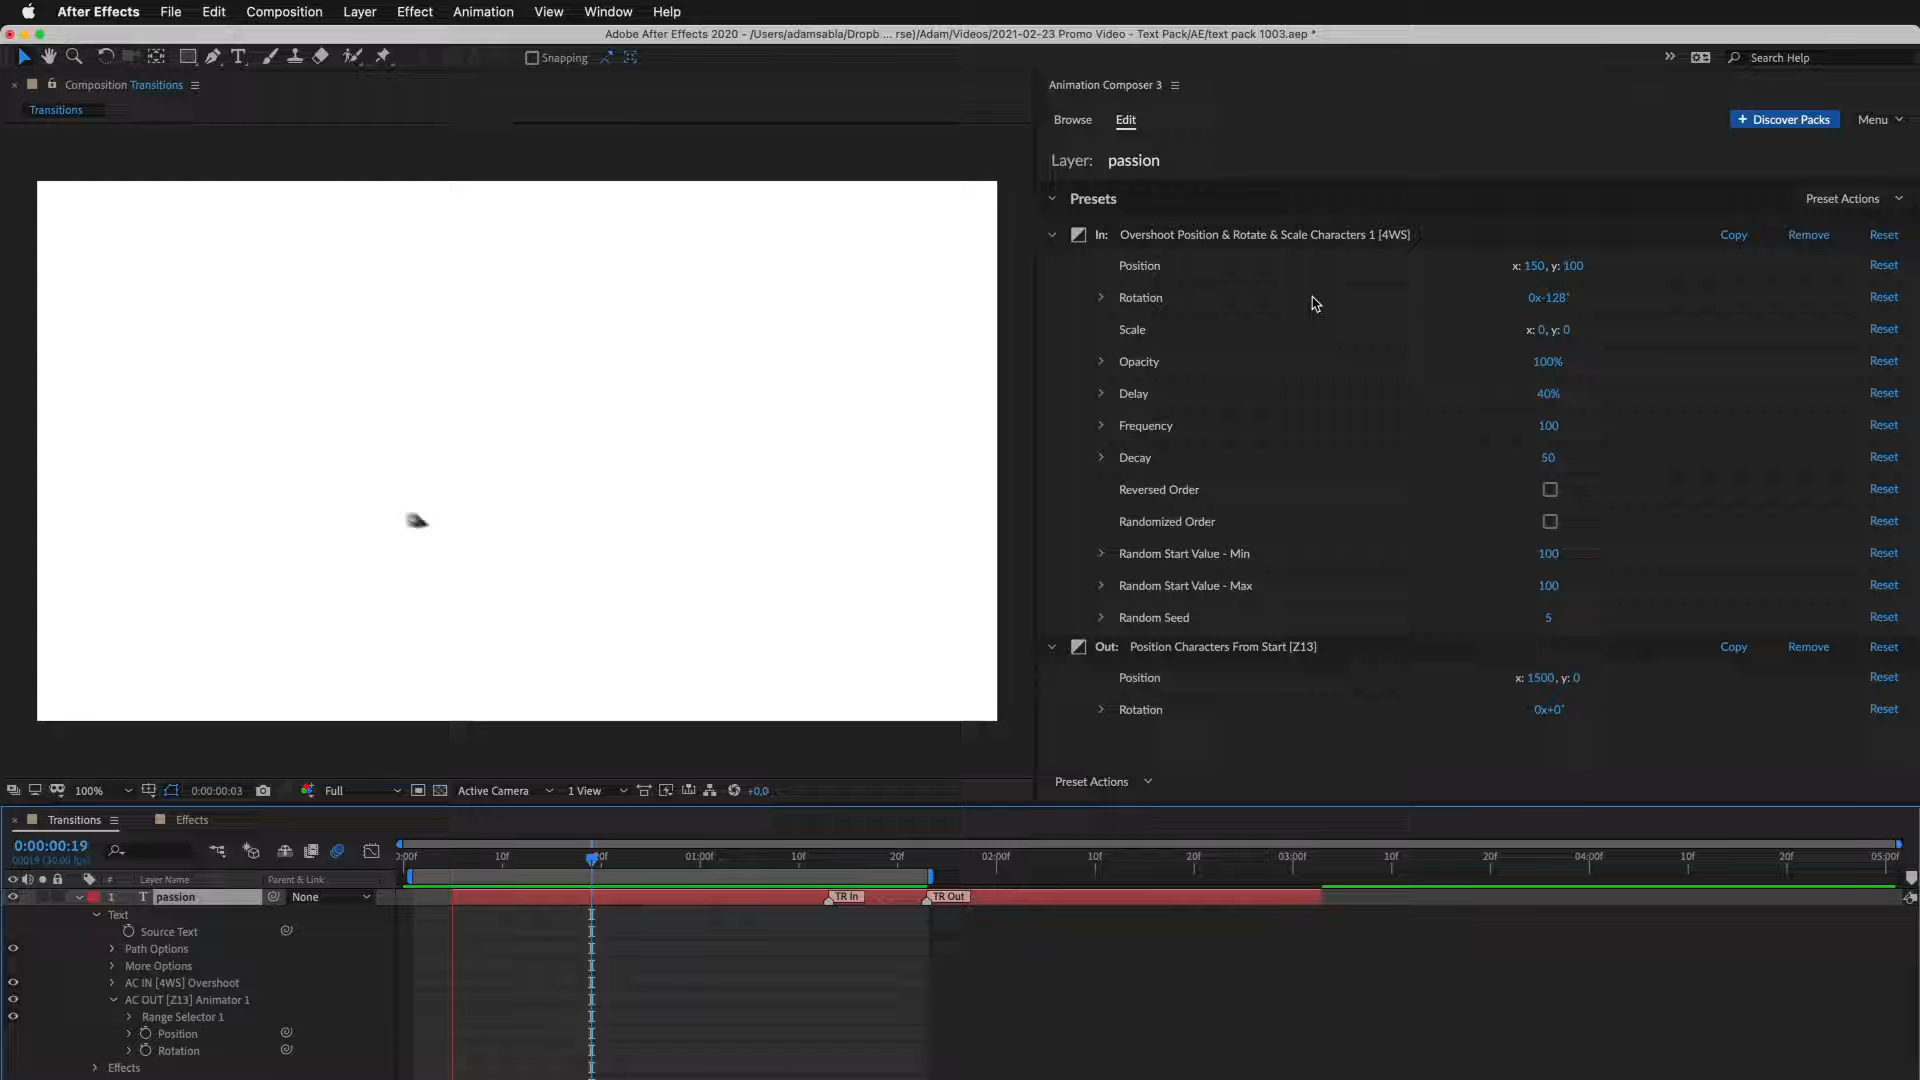 After Effects File Edit Composition Layer Effect Animation View Window Help
Adobe After Effects 2020 - /Users/adamsabla/Dropb ... rse)/Adam/Videos/2021-02-23 Promo Video - Text Pack/AE/text pack 1003.aep *
Snapping
Search Help
Composition Transitions
Transitions
Animation Composer 3
Browse Edit
+ Discover Packs Menu
Layer: passion
Presets Preset Actions
In: Overshoot Position & Rotate & Scale Characters 1 [4WS] Copy Remove Reset
Position x: 150, y: 100 Reset
Rotation 0x-128° Reset
Scale x: 0, y: 0 Reset
Opacity 100% Reset
Delay 40% Reset
Frequency 100 Reset
Decay 50 Reset
Reversed Order Reset
Randomized Order Reset
Random Start Value - Min 100 Reset
Random Start Value - Max 100 Reset
Random Seed 5 Reset
Out: Position Characters From Start [Z13] Copy Remove Reset
Position x: 1500, y: 0 Reset
Rotation 0x+0° Reset
Preset Actions
100% 0:00:00:03 Full Active Camera 1 View +0,0
Transitions Effects
0:00:00:19
00019 (30.00 fps)
0:00f 10f 20f 01:00f 10f 20f 02:00f 10f 20f 03:00f 10f 20f 04:00f 10f 20f 05:00f
# Layer Name Parent & Link
1 T passion None
TR In TR Out
Text
Source Text
Path Options
More Options
AC IN [4WS] Overshoot
AC OUT [Z13] Animator 1
Range Selector 1
Position
Rotation
Effects